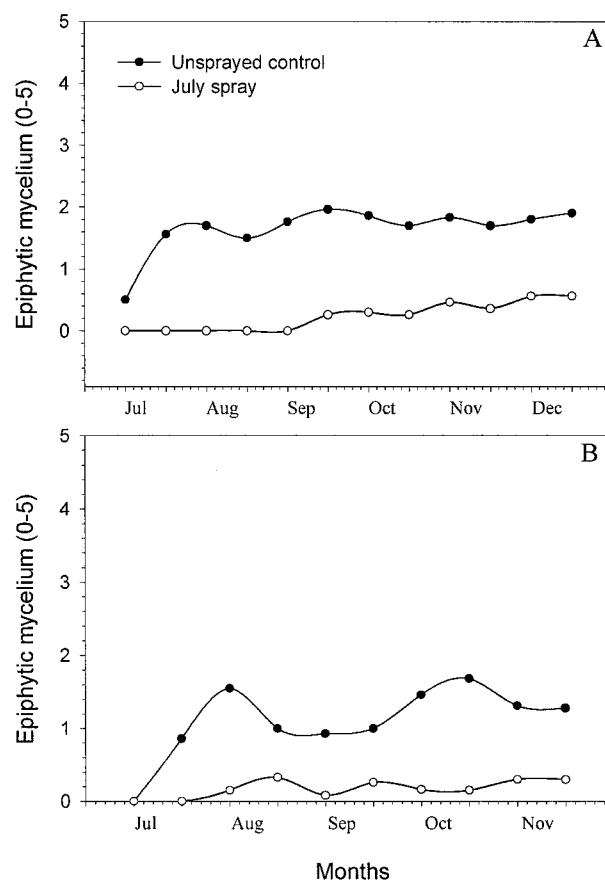 A
Unsprayed control
July spray
Epiphytic mycelium (0-5)
5
4
3
2
1
0
Jul Aug Sep Oct Nov Dec
B
Epiphytic mycelium (0-5)
5
4
3
2
1
0
Jul Aug Sep Oct Nov
Months